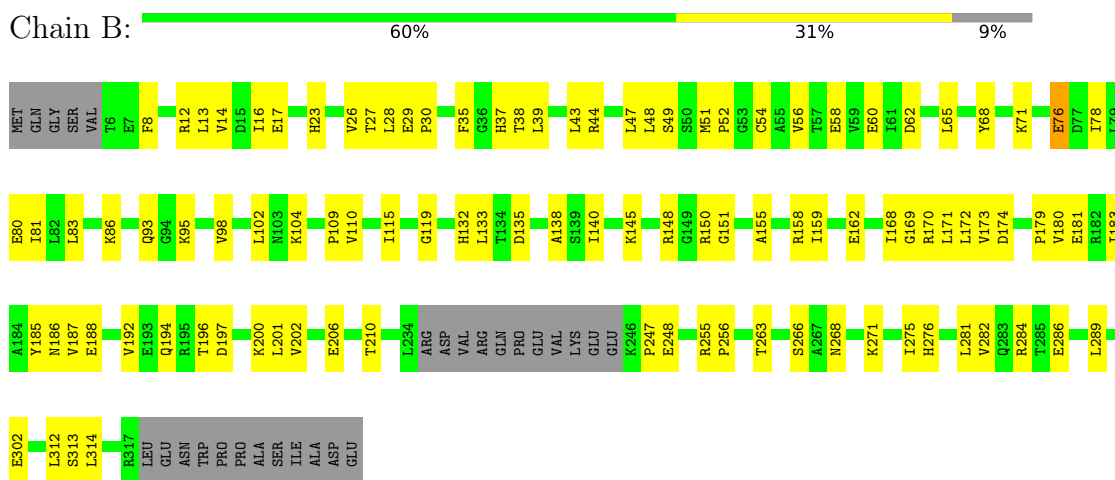 Chain B:
60% 31% 9%
MET GLN GLY SER VAL T6 E7 F8 R12 L13 V14 D15 I16 E17 H23 V26 T27 L28 E29 P30 F35 G36 H37 T38 L39 L43 R44 L47 L48 S49 S50 M51 P52 G53 C54 A55 V56 T57 E58 V59 E60 I61 D62 L65 Y68 K71 E76 D77 I78 L79
E80 I81 L82 L83 K86 Q93 G94 K95 V98 L102 N103 K104 P109 V110 I115 G119 H132 L133 T134 D135 A138 S139 I140 K145 R148 G149 R150 G151 A155 R158 I159 E162 I168 G169 R170 L171 L172 V173 D174 P179 V180 E181 R182
A184 Y185 N186 V187 E188 V192 E193 Q194 R195 T196 D197 K200 L201 V202 E206 T210 L234 ARG ASP VAL ARG GLN PRO GLU VAL LYS GLU GLU K246 P247 E248 R255 P256 T263 S266 A267 N268 K271 I275 H276 L281 V282 Q283 R284 T285 E286 L289
E302 L312 S313 L314 R317 LEU GLU ASN TRP PRO PRO ALA SER ILE ALA ASP GLU